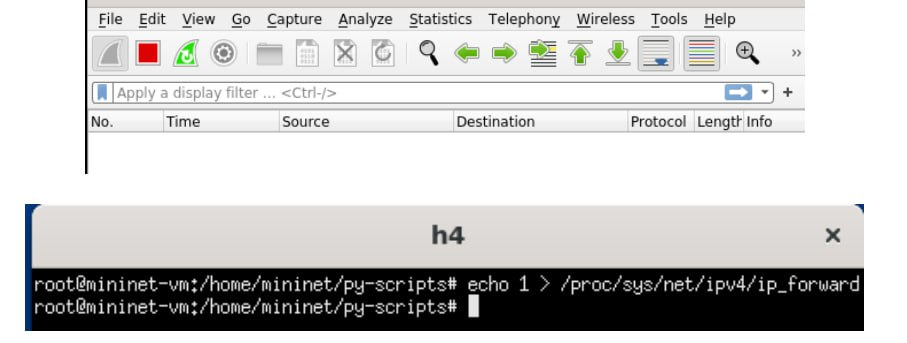 File Edit View Go Capture Analyze Statistics Telephony Wireless Tools Help
Apply a display filter ... <Ctrl-/>
No. Time Source Destination Protocol Length Info
h4
root@mininet-vm:/home/mininet/py-scripts# echo 1 > /proc/sys/net/ipv4/ip_forward
root@mininet-vm:/home/mininet/py-scripts#